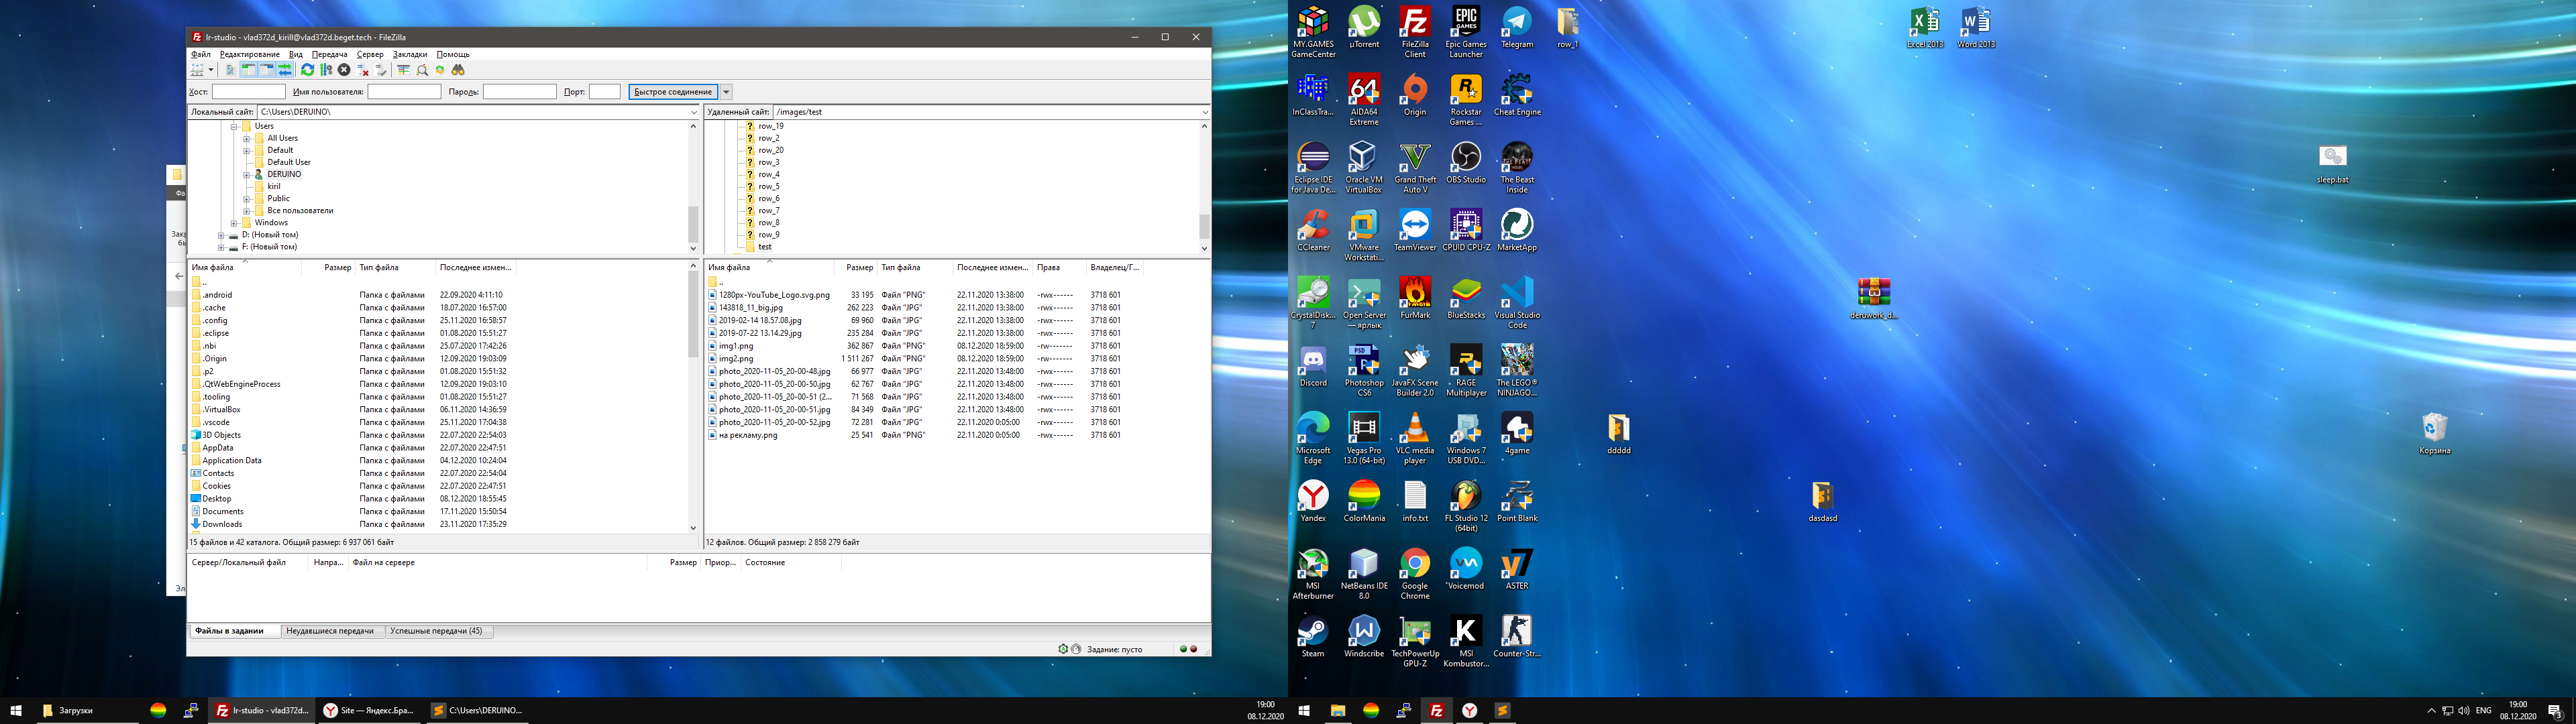 lr-studio - vlad372d_kirill@vlad372d.beget.tech - FileZilla
Файл Редактирование Вид Передача Сервер Закладки Помощь
Хост: Имя пользователя: Пароль: Порт: Быстрое соединение
Локальный сайт: C:\Users\DERUINO\
Users
All Users
Default
Default User
DERUINO
kiril
Public
Все пользователи
Windows
D: (Новый том)
F: (Новый том)
Удаленный сайт: /images/test
row_19
row_2
row_20
row_3
row_4
row_5
row_6
row_7
row_8
row_9
test
Имя файла Размер Тип файла Последнее измен...
..
.android Папка с файлами 22.09.2020 4:11:10
.cache Папка с файлами 18.07.2020 16:57:00
.config Папка с файлами 25.11.2020 16:58:57
.eclipse Папка с файлами 01.08.2020 15:51:27
.nbi Папка с файлами 25.07.2020 17:42:26
.Origin Папка с файлами 12.09.2020 19:03:09
.p2 Папка с файлами 01.08.2020 15:51:32
.QtWebEngineProcess Папка с файлами 12.09.2020 19:03:10
.tooling Папка с файлами 01.08.2020 15:51:27
.VirtualBox Папка с файлами 06.11.2020 14:36:59
.vscode Папка с файлами 25.11.2020 17:04:38
3D Objects Папка с файлами 22.07.2020 22:54:03
AppData Папка с файлами 22.07.2020 22:47:51
Application Data Папка с файлами 04.12.2020 10:24:04
Contacts Папка с файлами 22.07.2020 22:54:04
Cookies Папка с файлами 22.07.2020 22:47:51
Desktop Папка с файлами 08.12.2020 18:55:45
Documents Папка с файлами 17.11.2020 15:50:54
Downloads Папка с файлами 23.11.2020 17:35:29
15 файлов и 42 каталога. Общий размер: 6 937 061 байт
Имя файла Размер Тип файла Последнее измен... Права Владелец/Г...
..
1280px-YouTube_Logo.svg.png 33 195 Файл "PNG" 22.11.2020 13:38:00 -rwx------ 3718 601
143818_11_big.jpg 262 223 Файл "JPG" 22.11.2020 13:38:00 -rwx------ 3718 601
2019-02-14 18.57.08.jpg 69 960 Файл "JPG" 22.11.2020 13:38:00 -rwx------ 3718 601
2019-07-22 13.14.29.jpg 235 284 Файл "JPG" 22.11.2020 13:38:00 -rwx------ 3718 601
img1.png 362 867 Файл "PNG" 08.12.2020 18:59:00 -rw------- 3718 601
img2.png 1 511 267 Файл "PNG" 08.12.2020 18:59:00 -rw------- 3718 601
photo_2020-11-05_20-00-48.jpg 66 977 Файл "JPG" 22.11.2020 13:48:00 -rwx------ 3718 601
photo_2020-11-05_20-00-50.jpg 62 767 Файл "JPG" 22.11.2020 13:48:00 -rwx------ 3718 601
photo_2020-11-05_20-00-51 (2... 71 568 Файл "JPG" 22.11.2020 13:48:00 -rwx------ 3718 601
photo_2020-11-05_20-00-51.jpg 84 349 Файл "JPG" 22.11.2020 13:48:00 -rwx------ 3718 601
photo_2020-11-05_20-00-52.jpg 72 281 Файл "JPG" 22.11.2020 0:05:00 -rwx------ 3718 601
на рекламу.png 25 541 Файл "PNG" 22.11.2020 0:05:00 -rwx------ 3718 601
12 файлов. Общий размер: 2 858 279 байт
Сервер/Локальный файл Напра... Файл на сервере Размер Приор... Состояние
Файлы в задании Неудавшиеся передачи Успешные передачи (45)
Задание: пусто
Загрузки
lr-studio - vlad372d...
Site — Яндекс.Бра...
C:\Users\DERUINO...
19:00
08.12.2020
MY.GAMES
GameCenter
µTorrent
FileZilla
Client
EPIC
GAMES
Epic Games
Launcher
Telegram
row_1
Excel 2013
Word 2013
InClassTra...
64
AIDA64
Extreme
Origin
Rockstar
Games ...
Cheat Engine
Eclipse IDE
for Java De...
Oracle VM
VirtualBox
Grand Theft
Auto V
OBS Studio
The Beast
Inside
sleep.bat
CCleaner
VMware
Workstati...
TeamViewer
CPUID CPU-Z
MarketApp
CrystalDisk...
7
Open Server
— ярлык
FurMark
BlueStacks
Visual Studio
Code
deruwork_d...
Discord
PSD
Photoshop
CS6
JavaFX Scene
Builder 2.0
RAGE
Multiplayer
The LEGO®
NINJAGO...
Microsoft
Edge
Vegas Pro
13.0 (64-bit)
VLC media
player
Windows 7
USB DVD...
4game
ddddd
Корзина
Yandex
ColorMania
info.txt
FL Studio 12
(64bit)
Point Blank
dasdasd
MSI
Afterburner
NetBeans IDE
8.0
Google
Chrome
Voicemod
ASTER
Steam
Windscribe
TechPowerUp
GPU-Z
MSI
Kombustor...
Counter-Str...
ENG
19:00
08.12.2020